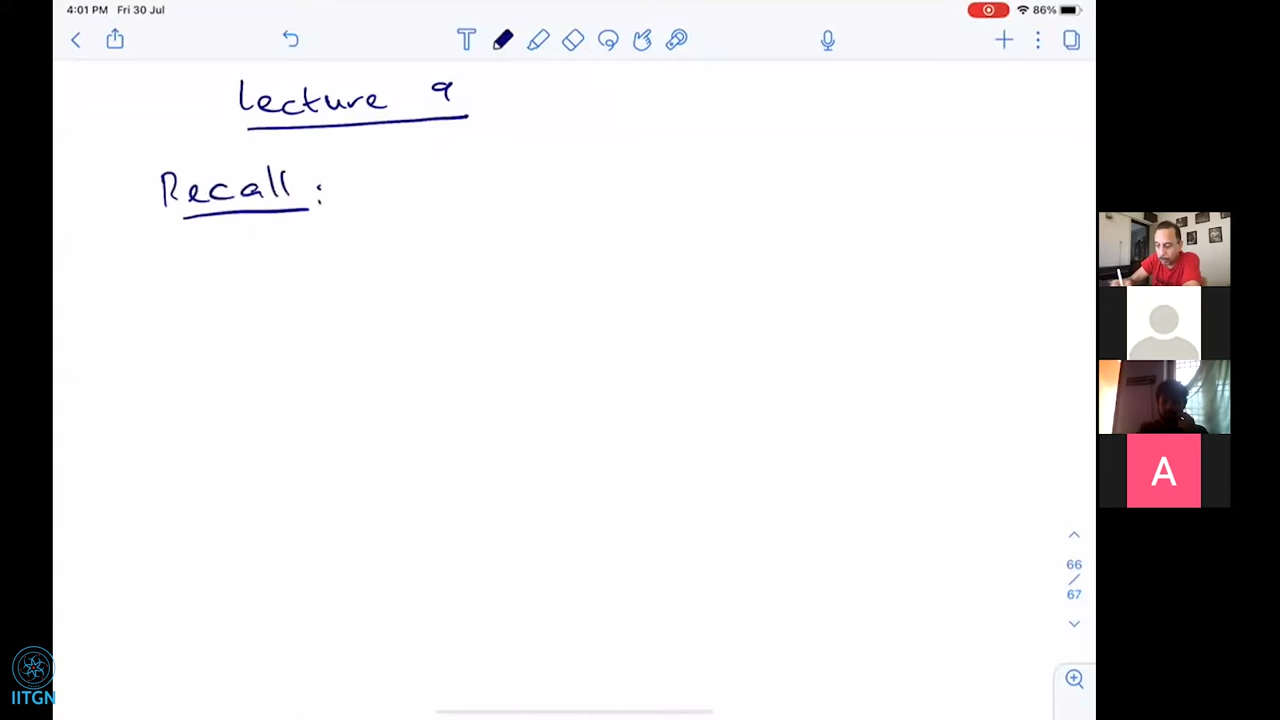 4:01 PM Fri 30 Jul
86%
T
Lecture 9
Recall :
A
66
/
67
IITGN